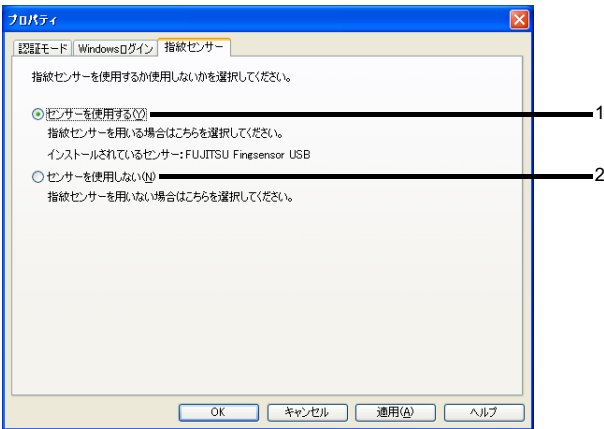 プロパティ
認証モード Windowsログイン 指紋センサー
指紋センサーを使用するか使用しないかを選択してください。
センサーを使用する(Y) 1
指紋センサーを用いる場合はこちらを選択してください。
インストールされているセンサー:FUJITSU Fingsensor USB
センサーを使用しない(N) 2
指紋センサーを用いない場合はこちらを選択してください。
OK キャンセル 適用(A) ヘルプ